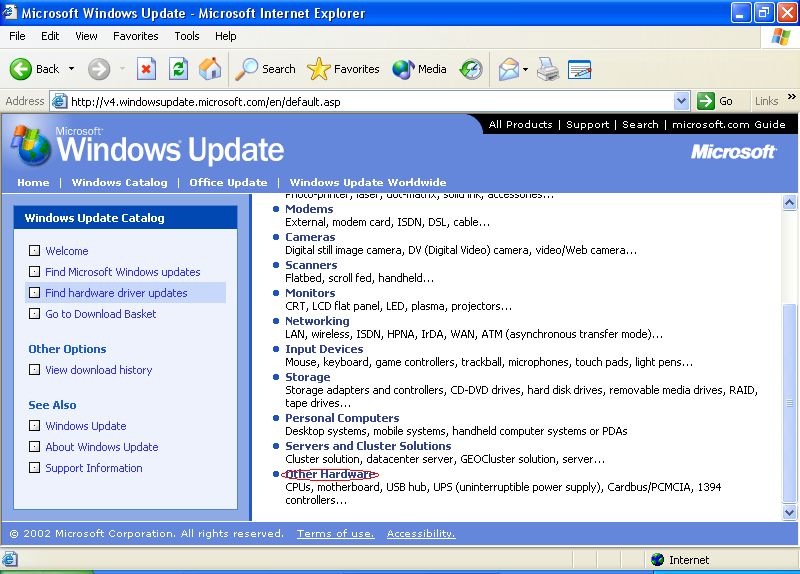 Microsoft Windows Update - Microsoft Internet Explorer
File Edit View Favorites Tools Help
Back Search Favorites Media
Address http://v4.windowsupdate.microsoft.com/en/default.asp Go Links »
All Products | Support | Search | microsoft.com Guide
Microsoft®
Windows® Update
Microsoft®
Home | Windows Catalog | Office Update | Windows Update Worldwide
Windows Update Catalog
Welcome
Find Microsoft Windows updates
Find hardware driver updates
Go to Download Basket
Other Options
View download history
See Also
Windows Update
About Windows Update
Support Information
Photo-printer, laser, dot-matrix, solid ink, accessories...
Modems
External, modem card, ISDN, DSL, cable...
Cameras
Digital still image camera, DV (Digital Video) camera, video/Web camera...
Scanners
Flatbed, scroll fed, handheld...
Monitors
CRT, LCD flat panel, LED, plasma, projectors...
Networking
LAN, wireless, ISDN, HPNA, IrDA, WAN, ATM (asynchronous transfer mode)...
Input Devices
Mouse, keyboard, game controllers, trackball, microphones, touch pads, light pens...
Storage
Storage adapters and controllers, CD-DVD drives, hard disk drives, removable media drives, RAID,
tape drives...
Personal Computers
Desktop systems, mobile systems, handheld computer systems or PDAs
Servers and Cluster Solutions
Cluster solution, datacenter server, GEOCluster solution, server...
Other Hardware
CPUs, motherboard, USB hub, UPS (uninterruptible power supply), Cardbus/PCMCIA, 1394
controllers...
© 2002 Microsoft Corporation. All rights reserved. Terms of use. Accessibility.
Internet